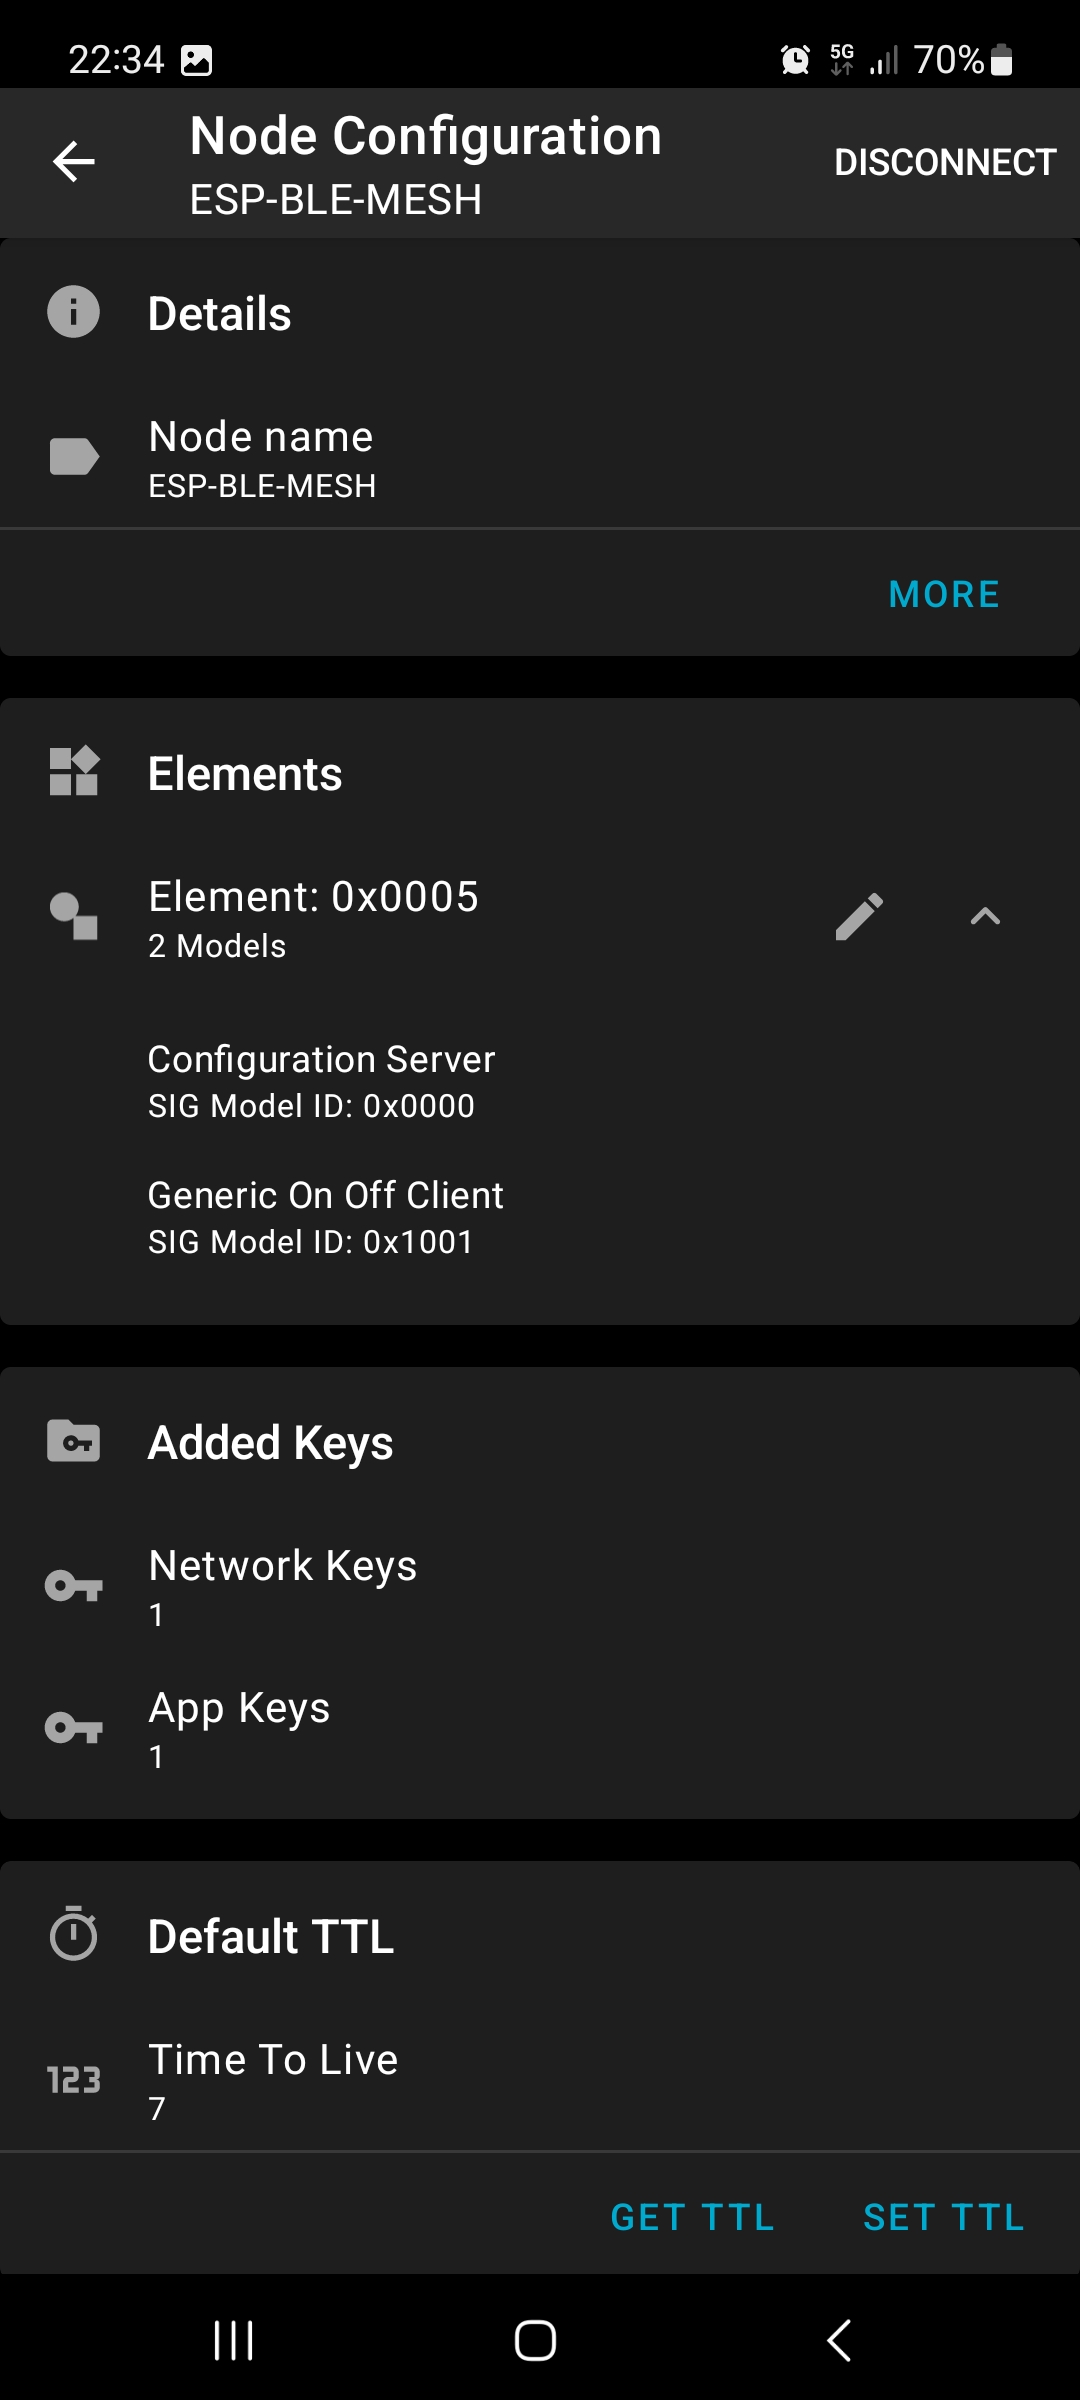 22:34
5G
70%
Node Configuration
ESP-BLE-MESH
DISCONNECT
Details
Node name
ESP-BLE-MESH
MORE
Elements
Element: 0x0005
2 Models
Configuration Server
SIG Model ID: 0x0000
Generic On Off Client
SIG Model ID: 0x1001
Added Keys
Network Keys
1
App Keys
1
Default TTL
123
Time To Live
7
GET TTL
SET TTL